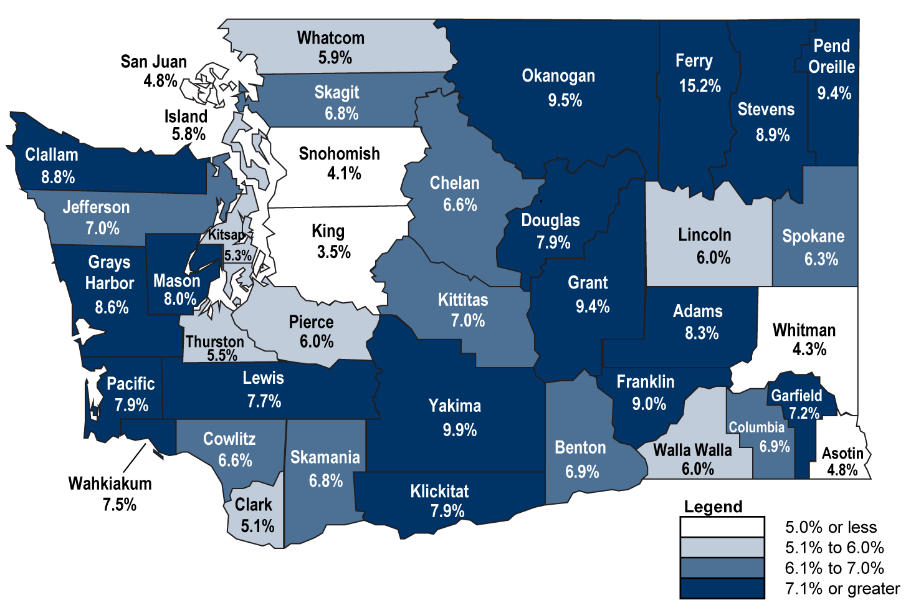 Whatcom
5.9%
San Juan
4.8%
Skagit
6.8%
Island
5.8%
Okanogan
9.5%
Ferry
15.2%
Stevens
8.9%
Pend
Oreille
9.4%
Clallam
8.8%
Snohomish
4.1%
Chelan
6.6%
Jefferson
7.0%
Kitsap
5.3%
King
3.5%
Douglas
7.9%
Lincoln
6.0%
Spokane
6.3%
Grays
Harbor
8.6%
Mason
8.0%
Grant
9.4%
Kittitas
7.0%
Adams
8.3%
Whitman
4.3%
Thurston
5.5%
Pierce
6.0%
Pacific
7.9%
Lewis
7.7%
Yakima
9.9%
Franklin
9.0%
Garfield
7.2%
Columbia
6.9%
Cowlitz
6.6%
Skamania
6.8%
Benton
6.9%
Walla Walla
6.0%
Asotin
4.8%
Wahkiakum
7.5%
Clark
5.1%
Klickitat
7.9%
Legend
5.0% or less
5.1% to 6.0%
6.1% to 7.0%
7.1% or greater